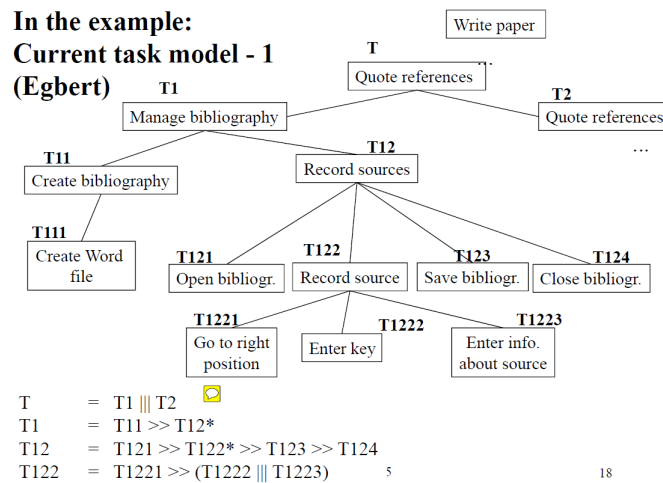 In the example:
Current task model - 1
(Egbert)
Write paper
T
...
Quote references
T1
Manage bibliography
T2
Quote references
...
T11
Create bibliography
T12
Record sources
T111
Create Word
file
T121
Open bibliogr.
T122
Record source
T123
Save bibliogr.
T124
Close bibliogr.
T1221
Go to right
position
T1222
Enter key
T1223
Enter info.
about source
T = T1 ||| T2
T1 = T11 >> T12*
T12 = T121 >> T122* >> T123 >> T124
T122 = T1221 >> (T1222 ||| T1223)
5
18